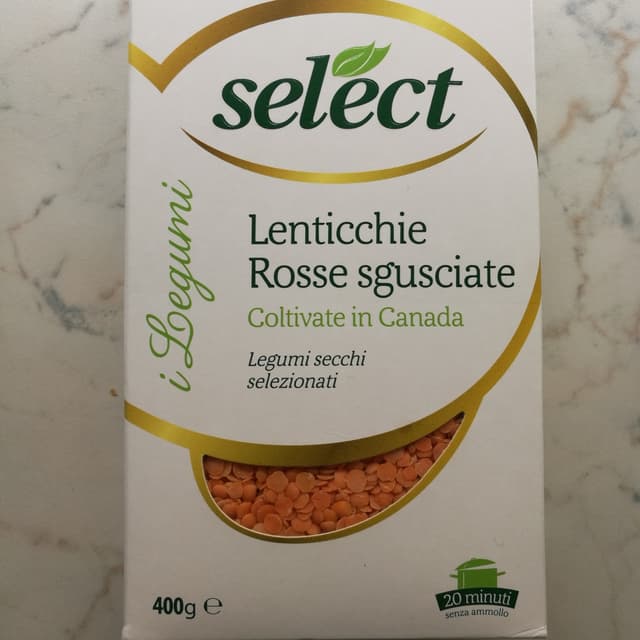 select
i Legumi
Lenticchie
Rosse sgusciate
Coltivate in Canada
Legumi secchi
selezionati
400g ℮
20 minuti
senza ammollo